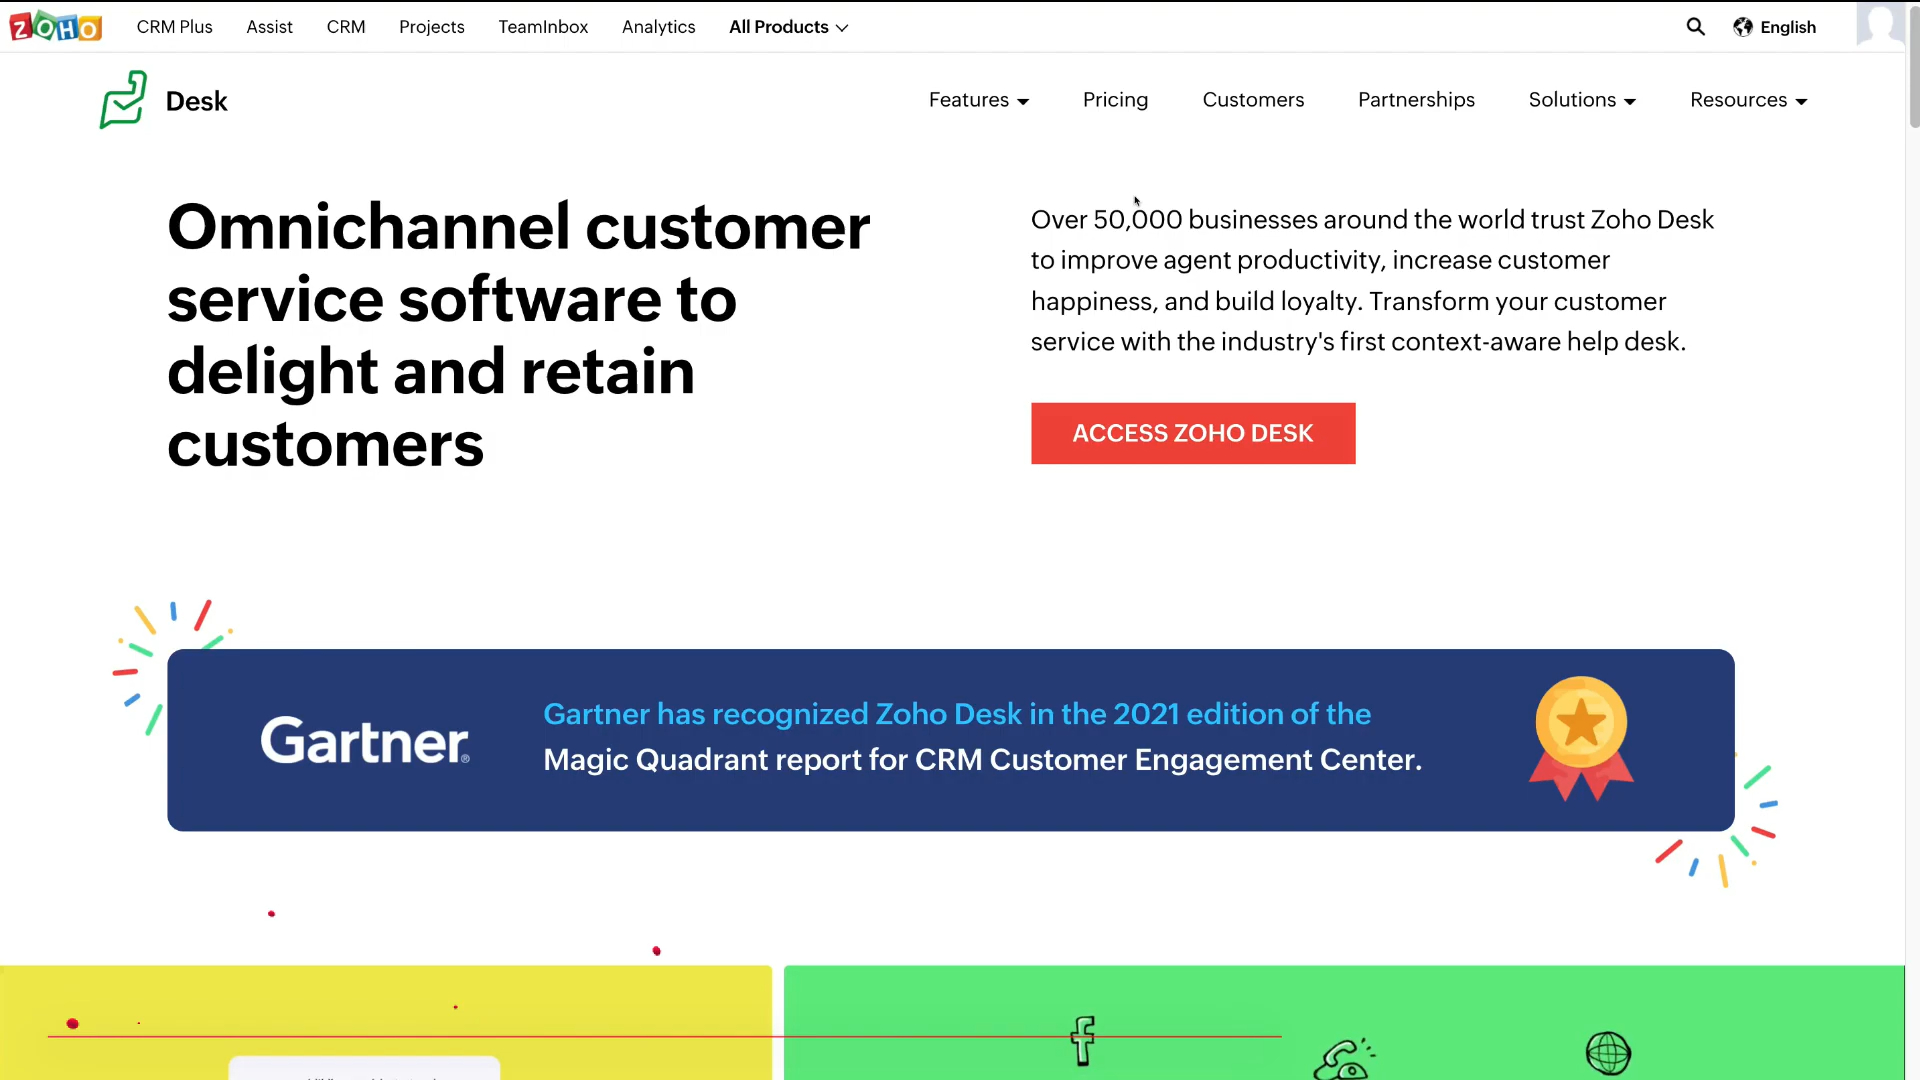 ZOHO CRM Plus Assist CRM Projects TeamInbox Analytics All Products English
Desk Features Pricing Customers Partnerships Solutions Resources
Omnichannel customer
service software to
delight and retain
customers
Over 50,000 businesses around the world trust Zoho Desk
to improve agent productivity, increase customer
happiness, and build loyalty. Transform your customer
service with the industry's first context-aware help desk.
ACCESS ZOHO DESK
Gartner
Gartner has recognized Zoho Desk in the 2021 edition of the
Magic Quadrant report for CRM Customer Engagement Center.